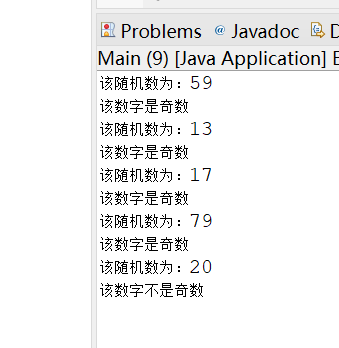 Problems @ Javadoc D
Main (9) [Java Application] E
该随机数为：59
该数字是奇数
该随机数为：13
该数字是奇数
该随机数为：17
该数字是奇数
该随机数为：79
该数字是奇数
该随机数为：20
该数字不是奇数